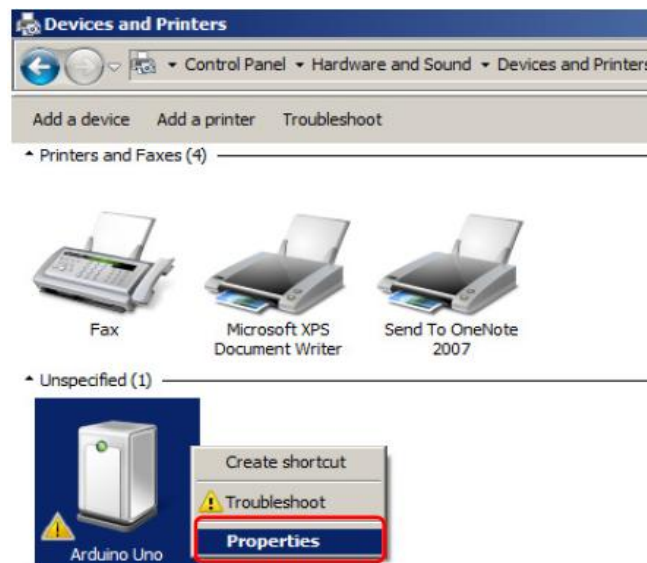 Devices and Printers
Control Panel ▾ Hardware and Sound ▾ Devices and Printers
Add a device Add a printer Troubleshoot
Printers and Faxes (4)
Fax
Microsoft XPS
Document Writer
Send To OneNote
2007
Unspecified (1)
Create shortcut
Troubleshoot
Properties
Arduino Uno